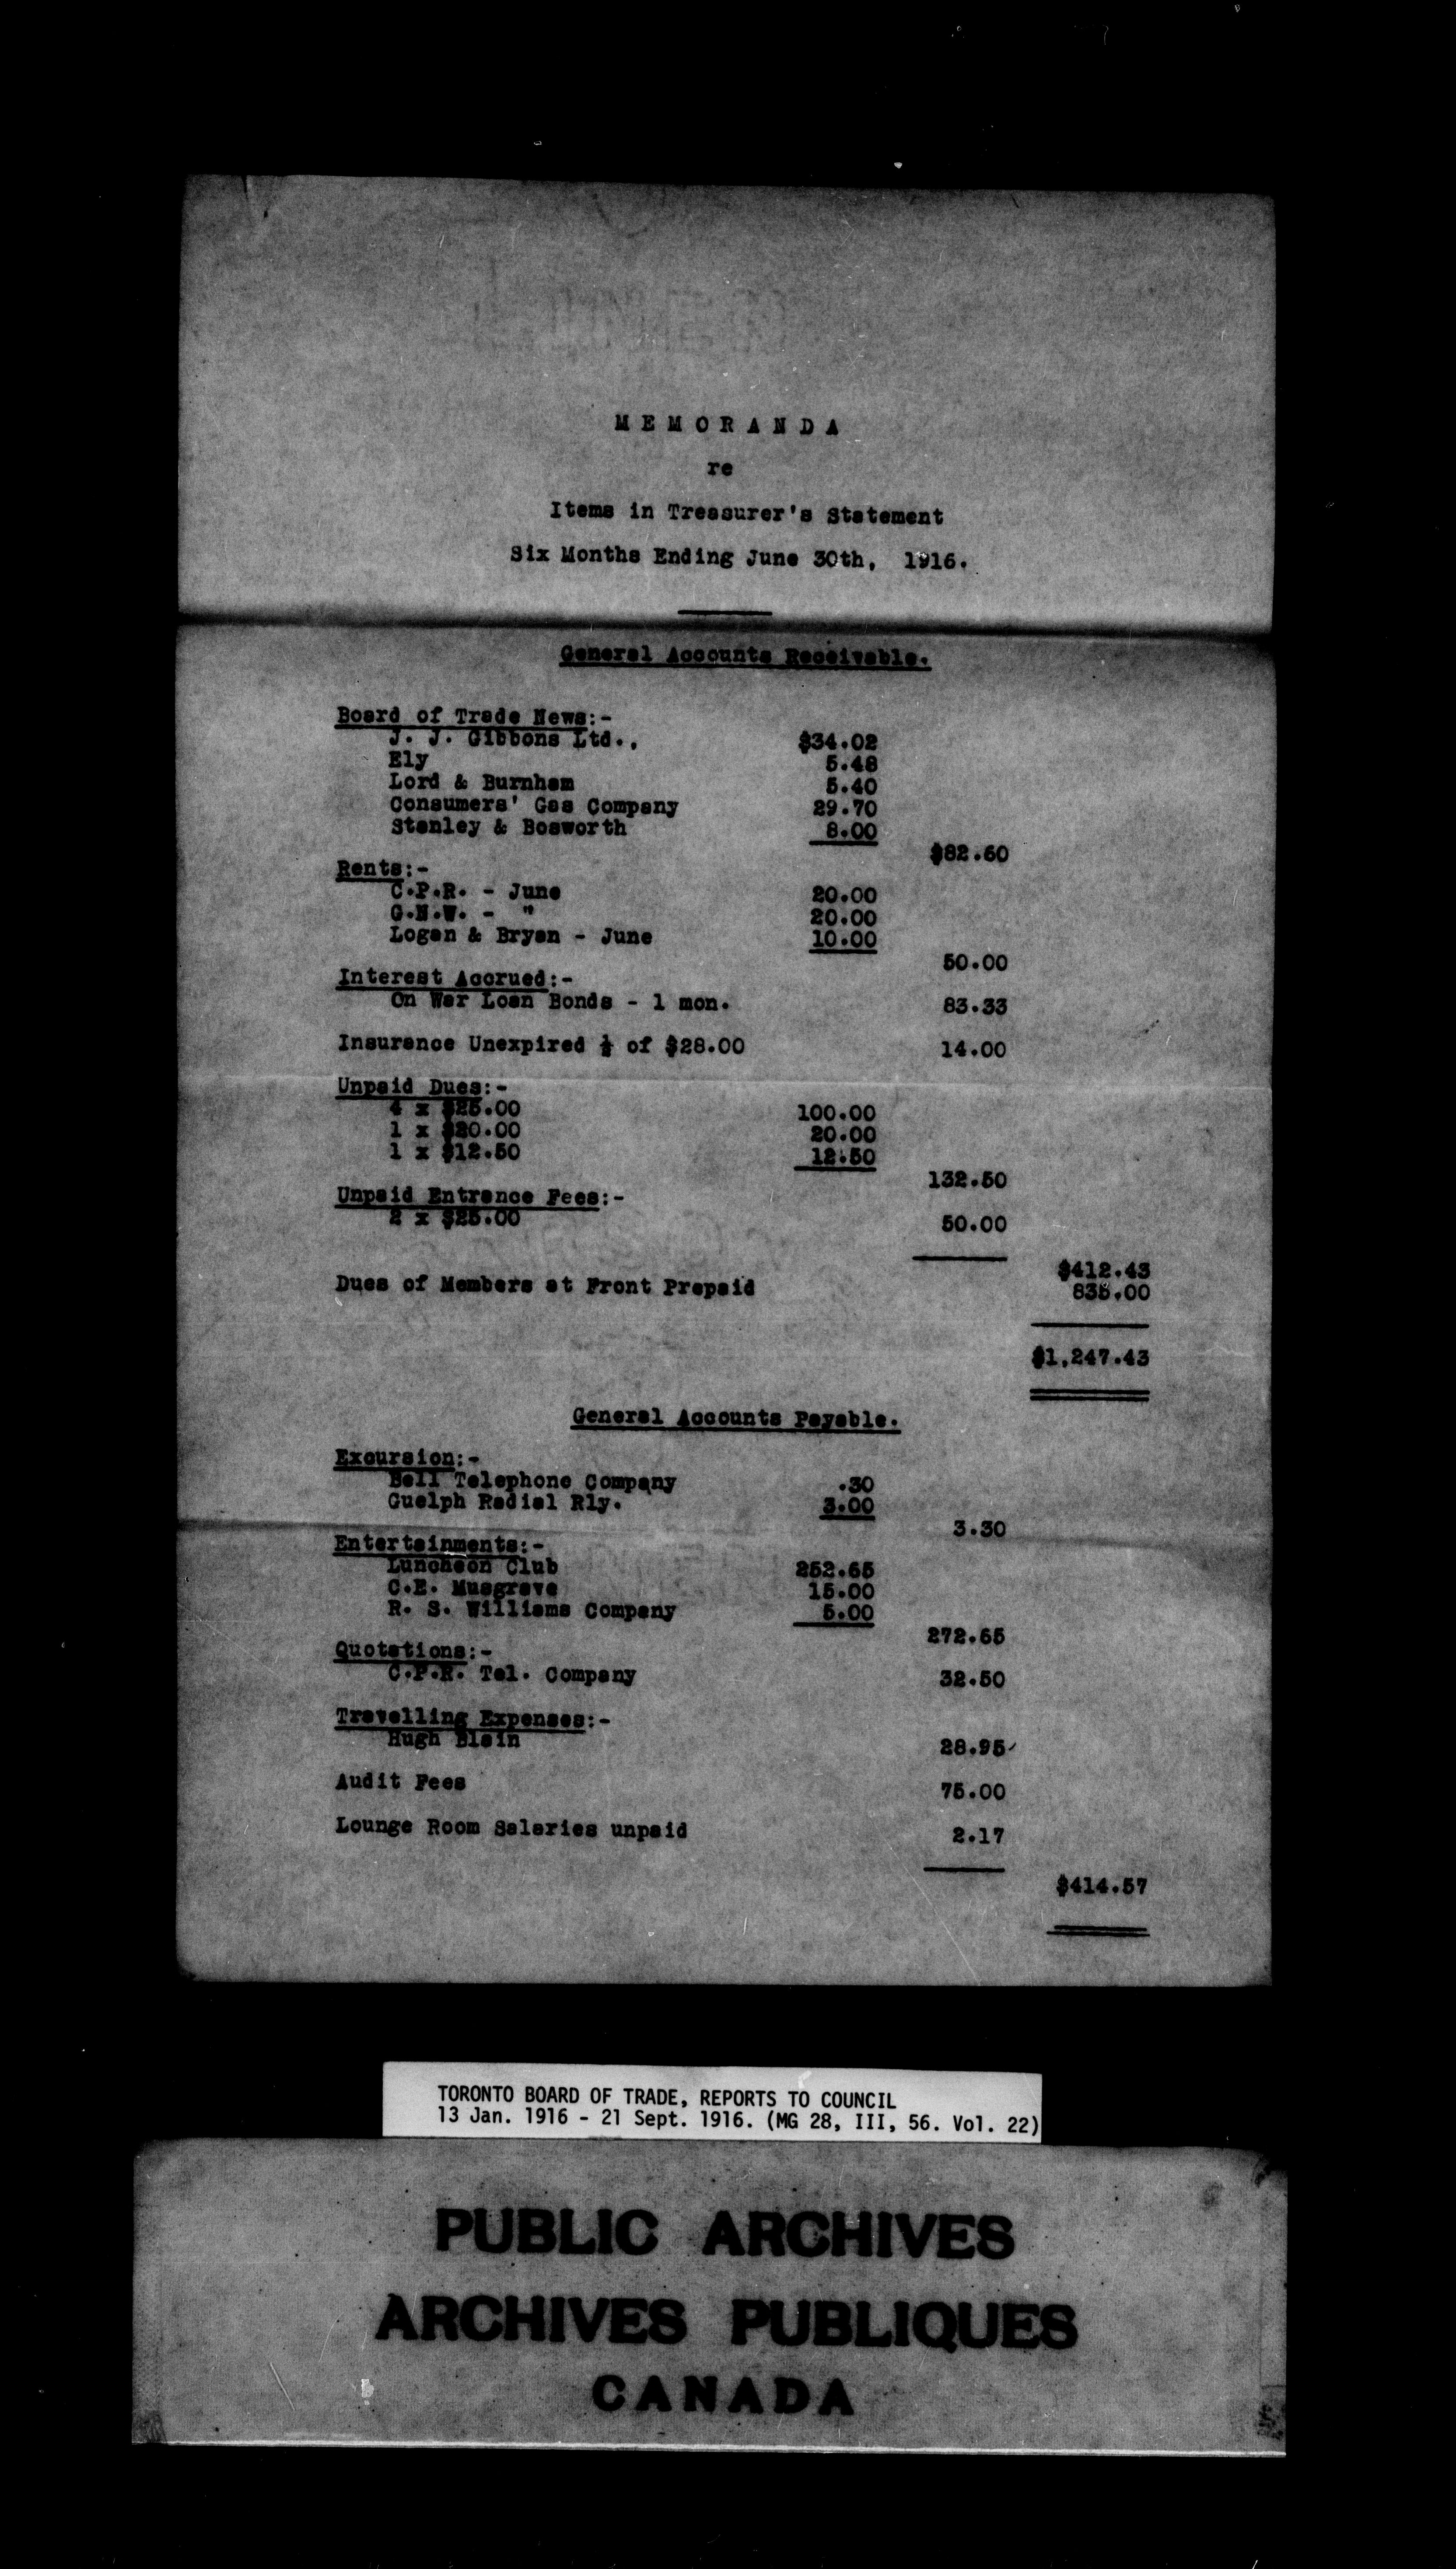 MEMORANDA
re
Items in Treasurer's Statement
Six Months Ending June 30th, 1916.
General Accounts Receivable.
Board of Trade News:-
J. J. Gibbons Ltd., $34.02
Ely 5.48
Lord & Burnham 5.40
Consumers' Gas Company 29.70
Stanley & Bosworth 8.00
$82.60
Rents:-
C.P.R. - June 20.00
G.N.W. - " 20.00
Logan & Bryan - June 10.00
50.00
Interest Accrued:-
On War Loan Bonds - 1 mon. 83.33
Insurance Unexpired ½ of $28.00 14.00
Unpaid Dues:-
4 x $25.00 100.00
1 x $20.00 20.00
1 x $12.50 12.50
132.50
Unpaid Entrance Fees:-
2 x $25.00 50.00
$412.43
Dues of Members at Front Prepaid 835.00
$1,247.43
General Accounts Payable.
Excursion:-
Bell Telephone Company .30
Guelph Radial Rly. 3.00
3.30
Entertainments:-
Luncheon Club 252.65
C.E. Musgrave 15.00
R. S. Williams Company 5.00
272.65
Quotations:-
C.P.R. Tel. Company 32.50
Travelling Expenses:-
Hugh Blain 28.95
Audit Fees 75.00
Lounge Room Salaries unpaid 2.17
$414.57
TORONTO BOARD OF TRADE, REPORTS TO COUNCIL
13 Jan. 1916 - 21 Sept. 1916. (MG 28, III, 56. Vol. 22)
PUBLIC ARCHIVES
ARCHIVES PUBLIQUES
CANADA